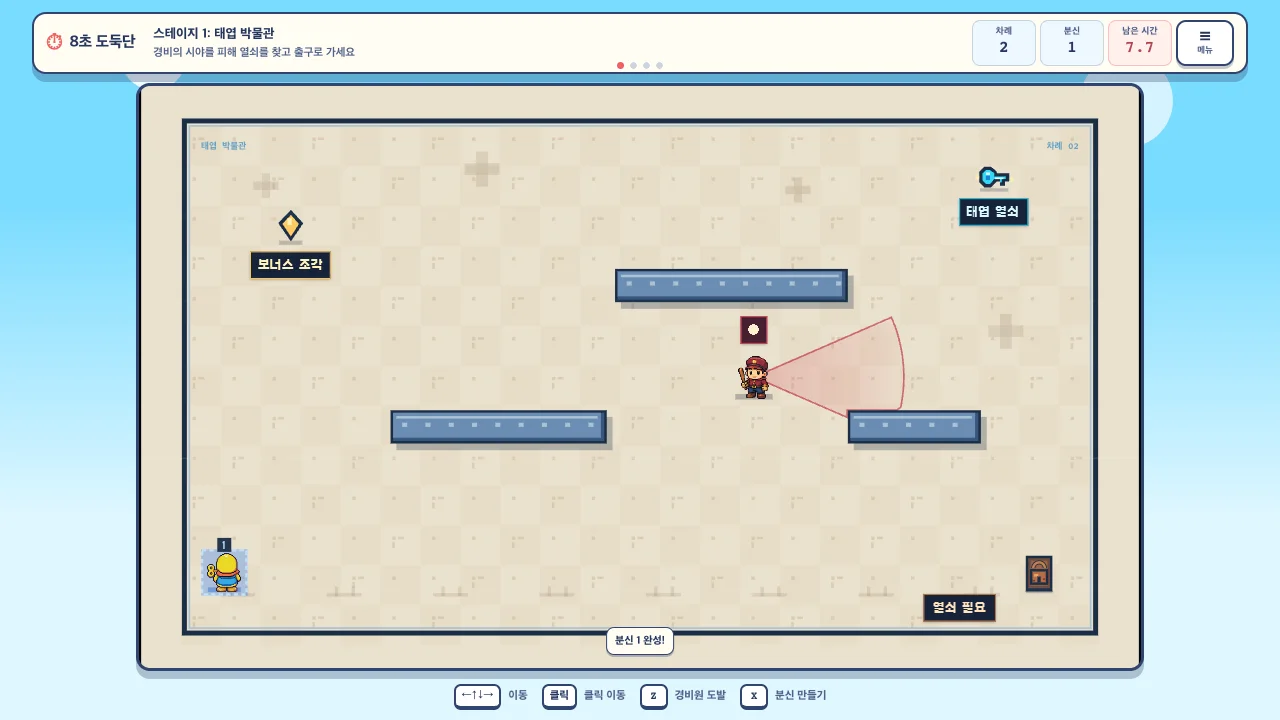 8초 도둑단
스테이지 1: 태엽 박물관
경비의 시야를 피해 열쇠를 찾고 출구로 가세요
차례
2
분신
1
남은 시간
7.7
메뉴
태엽 박물관
차례 02
태엽 열쇠
보너스 조각
1
열쇠 필요
분신 1 완성!
←↑↓→ 이동 클릭 클릭 이동 Z 경비원 도발 X 분신 만들기